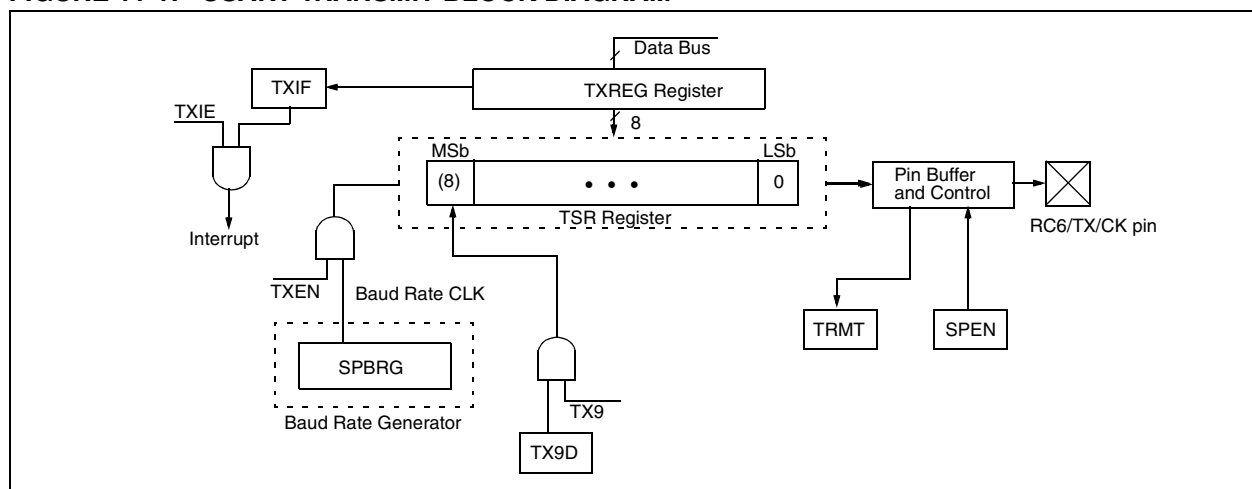 Data Bus
TXIF
TXREG Register
TXIE
8
MSb
LSb
(8)
• • •
0
Pin Buffer
and Control
TSR Register
Interrupt
RC6/TX/CK pin
TXEN
Baud Rate CLK
TRMT
SPEN
SPBRG
TX9
Baud Rate Generator
TX9D